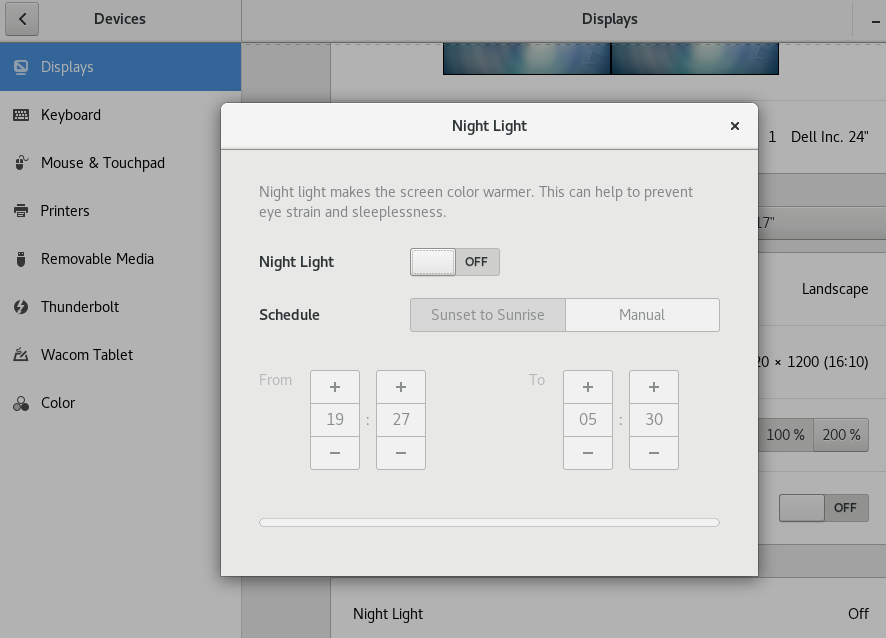 Devices
Displays
Displays
Keyboard
Mouse & Touchpad
Printers
Removable Media
Thunderbolt
Wacom Tablet
Color
1 Dell Inc. 24"
17"
Landscape
20 × 1200 (16:10)
100 % 200 %
OFF
Night Light Off
Night Light
Night light makes the screen color warmer. This can help to prevent
eye strain and sleeplessness.
Night Light OFF
Schedule Sunset to Sunrise Manual
From 19 : 27 To 05 : 30